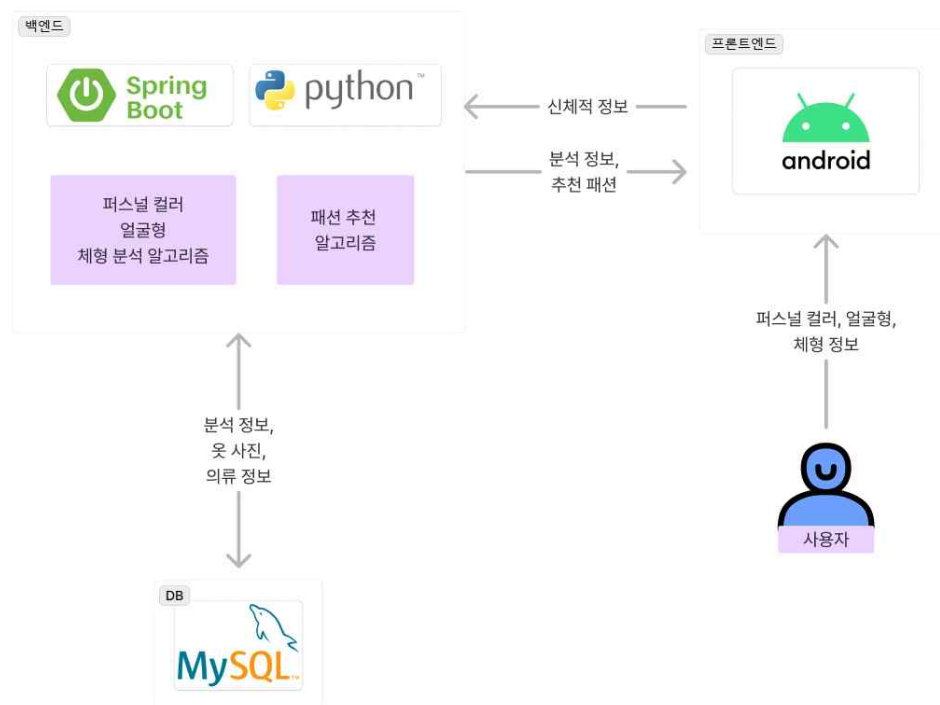 백엔드
Spring
Boot
python™
퍼스널 컬러
얼굴형
체형 분석 알고리즘
패션 추천
알고리즘
신체적 정보
분석 정보,
추천 패션
프론트엔드
android
퍼스널 컬러, 얼굴형,
체형 정보
사용자
분석 정보,
옷 사진,
의류 정보
DB
MySQL™